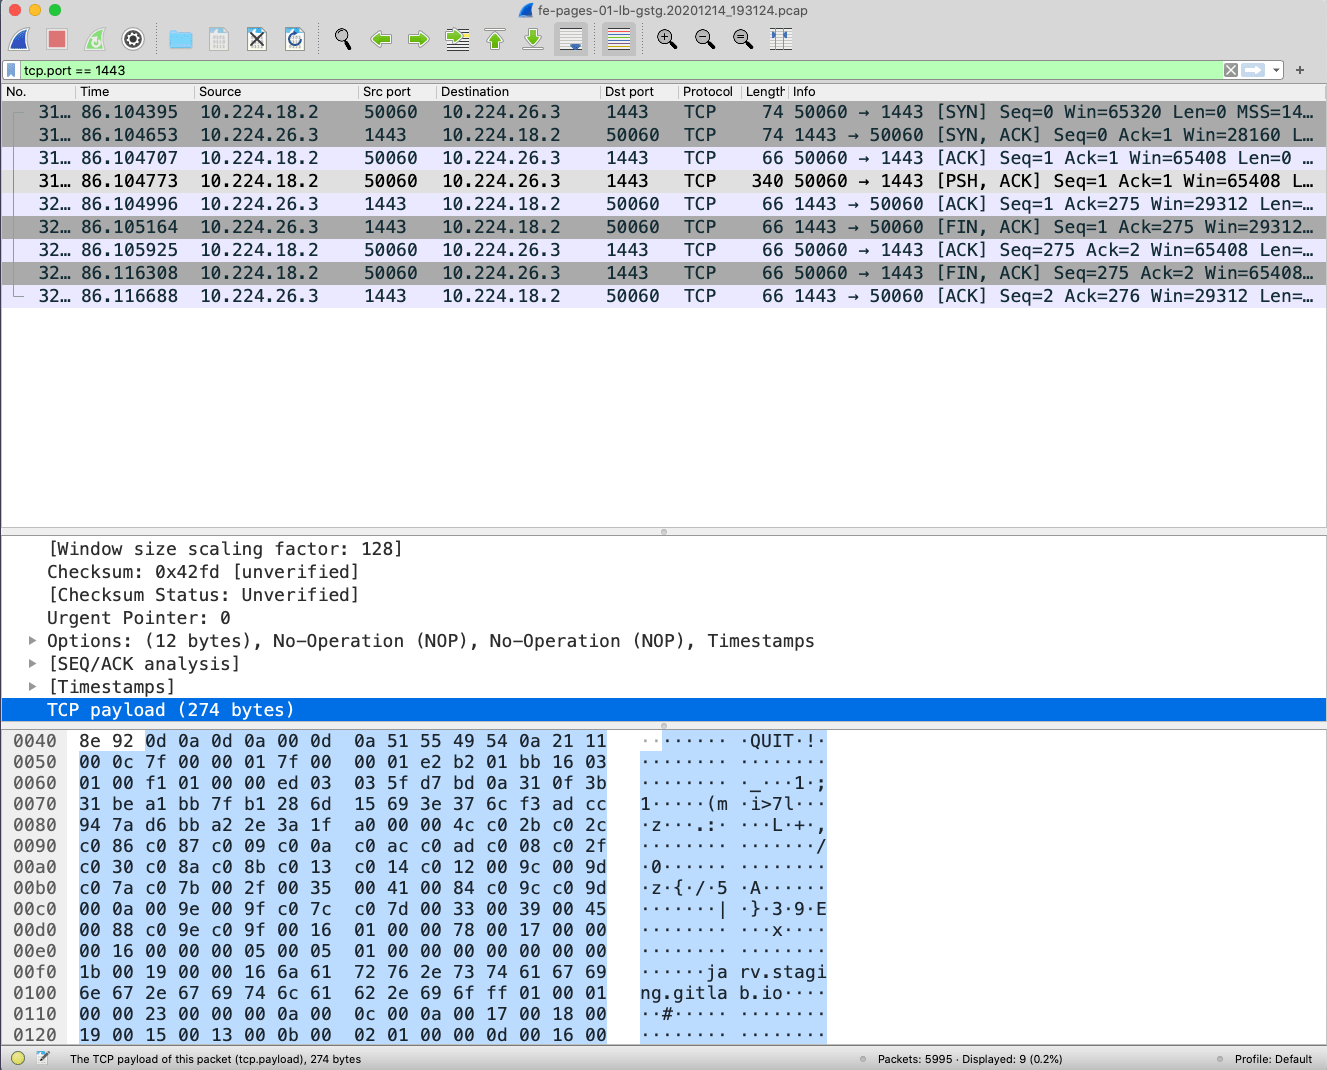 fe-pages-01-lb-gstg.20201214_193124.pcap
tcp.port == 1443
No. Time Source Src port Destination Dst port Protocol Length Info
31… 86.104395 10.224.18.2 50060 10.224.26.3 1443 TCP 74 50060 → 1443 [SYN] Seq=0 Win=65320 Len=0 MSS=14…
31… 86.104653 10.224.26.3 1443 10.224.18.2 50060 TCP 74 1443 → 50060 [SYN, ACK] Seq=0 Ack=1 Win=28160 L…
31… 86.104707 10.224.18.2 50060 10.224.26.3 1443 TCP 66 50060 → 1443 [ACK] Seq=1 Ack=1 Win=65408 Len=0 …
31… 86.104773 10.224.18.2 50060 10.224.26.3 1443 TCP 340 50060 → 1443 [PSH, ACK] Seq=1 Ack=1 Win=65408 L…
32… 86.104996 10.224.26.3 1443 10.224.18.2 50060 TCP 66 1443 → 50060 [ACK] Seq=1 Ack=275 Win=29312 Len=…
32… 86.105164 10.224.26.3 1443 10.224.18.2 50060 TCP 66 1443 → 50060 [FIN, ACK] Seq=1 Ack=275 Win=29312…
32… 86.105925 10.224.18.2 50060 10.224.26.3 1443 TCP 66 50060 → 1443 [ACK] Seq=275 Ack=2 Win=65408 Len=…
32… 86.116308 10.224.18.2 50060 10.224.26.3 1443 TCP 66 50060 → 1443 [FIN, ACK] Seq=275 Ack=2 Win=65408…
32… 86.116688 10.224.26.3 1443 10.224.18.2 50060 TCP 66 1443 → 50060 [ACK] Seq=2 Ack=276 Win=29312 Len=…
[Window size scaling factor: 128]
Checksum: 0x42fd [unverified]
[Checksum Status: Unverified]
Urgent Pointer: 0
Options: (12 bytes), No-Operation (NOP), No-Operation (NOP), Timestamps
[SEQ/ACK analysis]
[Timestamps]
TCP payload (274 bytes)
0040 8e 92 0d 0a 0d 0a 00 0d 0a 51 55 49 54 0a 21 11 ········ ·QUIT·!·
0050 00 0c 7f 00 00 01 7f 00 00 01 e2 b2 01 bb 16 03 ········ ········
0060 01 00 f1 01 00 00 ed 03 03 5f d7 bd 0a 31 0f 3b ········ ·_···1·;
0070 31 be a1 bb 7f b1 28 6d 15 69 3e 37 6c f3 ad cc 1·····(m ·i>7l···
0080 94 7a d6 bb a2 2e 3a 1f a0 00 00 4c c0 2b c0 2c ·z···.:· ···L·+·,
0090 c0 86 c0 87 c0 09 c0 0a c0 ac c0 ad c0 08 c0 2f ········ ·······/
00a0 c0 30 c0 8a c0 8b c0 13 c0 14 c0 12 00 9c 00 9d ·0······ ········
00b0 c0 7a c0 7b 00 2f 00 35 00 41 00 84 c0 9c c0 9d ·z·{·/·5 ·A······
00c0 00 0a 00 9e 00 9f c0 7c c0 7d 00 33 00 39 00 45 ·······| ·}·3·9·E
00d0 00 88 c0 9e c0 9f 00 16 01 00 00 78 00 17 00 00 ········ ···x····
00e0 00 16 00 00 00 05 00 05 01 00 00 00 00 00 00 00 ········ ········
00f0 1b 00 19 00 00 16 6a 61 72 76 2e 73 74 61 67 69 ······ja rv.stagi
0100 6e 67 2e 67 69 74 6c 61 62 2e 69 6f ff 01 00 01 ng.gitla b.io····
0110 00 00 23 00 00 00 0a 00 0c 00 0a 00 17 00 18 00 ··#····· ········
0120 19 00 15 00 13 00 0b 00 02 01 00 00 0d 00 16 00 ········ ········
The TCP payload of this packet (tcp.payload), 274 bytes
Packets: 5995 · Displayed: 9 (0.2%)
Profile: Default